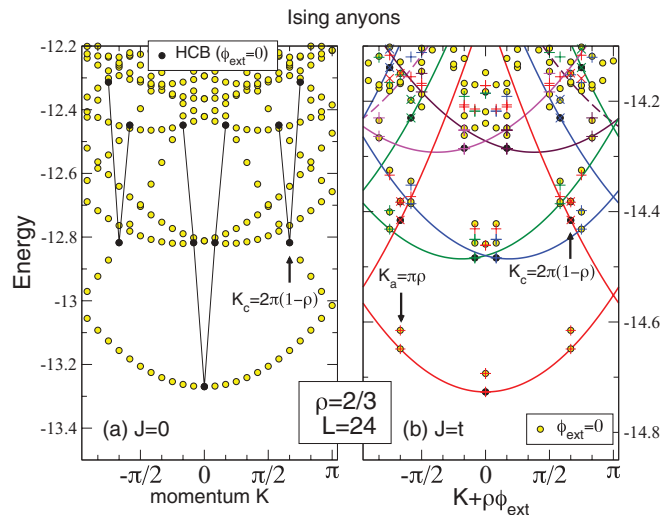 Ising anyons
-12.2
HCB (ϕext=0)
-12.4
-12.6
-12.8
-13
-13.2
-13.4
Energy
Kc=2π(1-ρ)
(a) J=0
-π/2
0
π/2
π
momentum K
ρ=2/3
L=24
Ka=πρ
Kc=2π(1-ρ)
(b) J=t
ϕext=0
-14.2
-14.4
-14.6
-14.8
-π/2
0
π/2
π
K+ρϕext